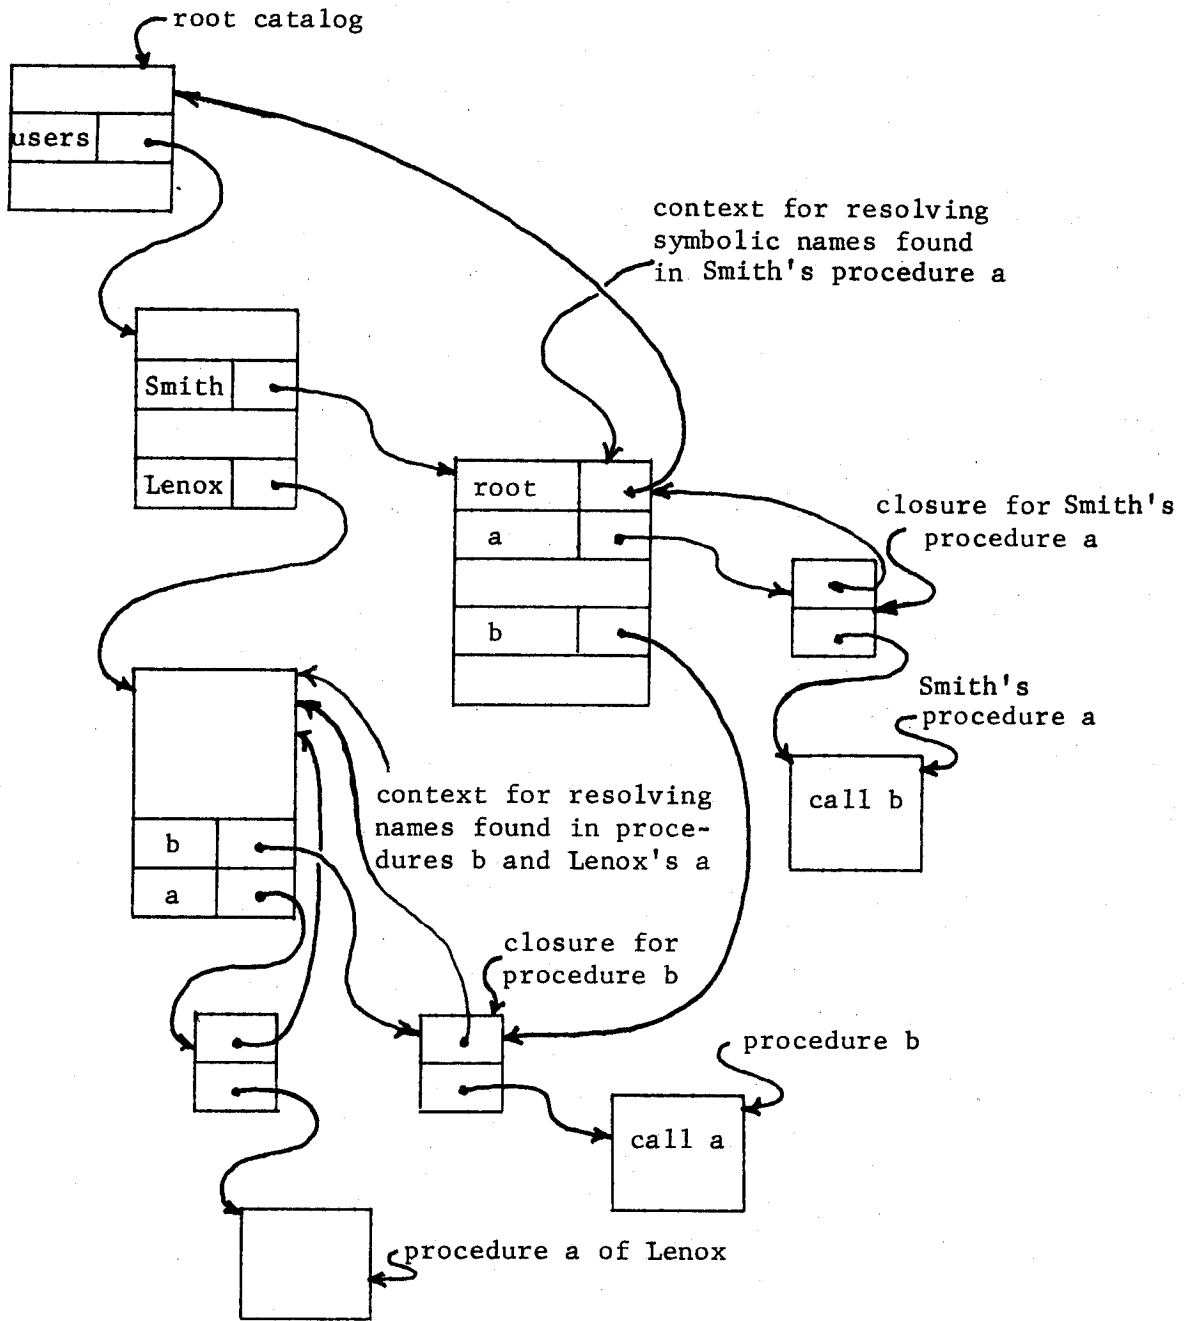 root catalog
users
context for resolving
symbolic names found
in Smith's procedure a
Smith
Lenox
root
a
b
closure for Smith's
procedure a
Smith's
procedure a
call b
context for resolving
names found in proce-
dures b and Lenox's a
b
a
closure for
procedure b
procedure b
call a
procedure a of Lenox